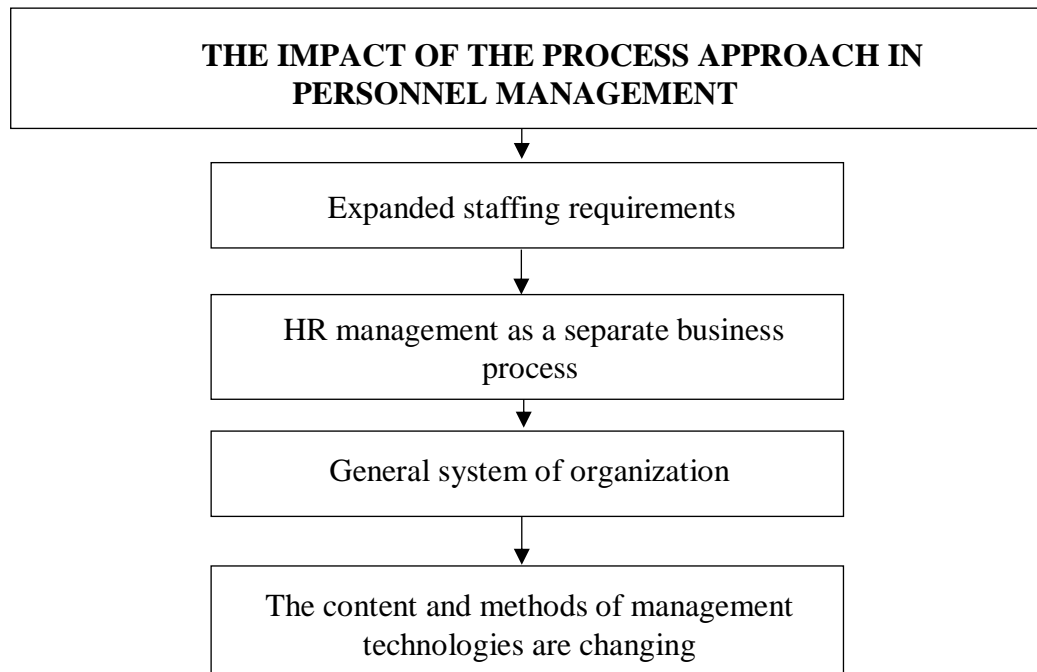 THE IMPACT OF THE PROCESS APPROACH IN
PERSONNEL MANAGEMENT
Expanded staffing requirements
HR management as a separate business
process
General system of organization
The content and methods of management
technologies are changing